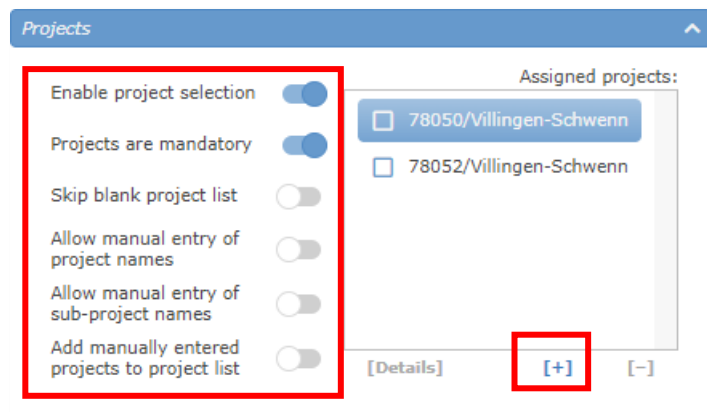 Projects
Assigned projects:
Enable project selection
78050/Villingen-Schwenn
Projects are mandatory
78052/Villingen-Schwenn
Skip blank project list
Allow manual entry of
project names
Allow manual entry of
sub-project names
Add manually entered
projects to project list
[Details] [+] [−]